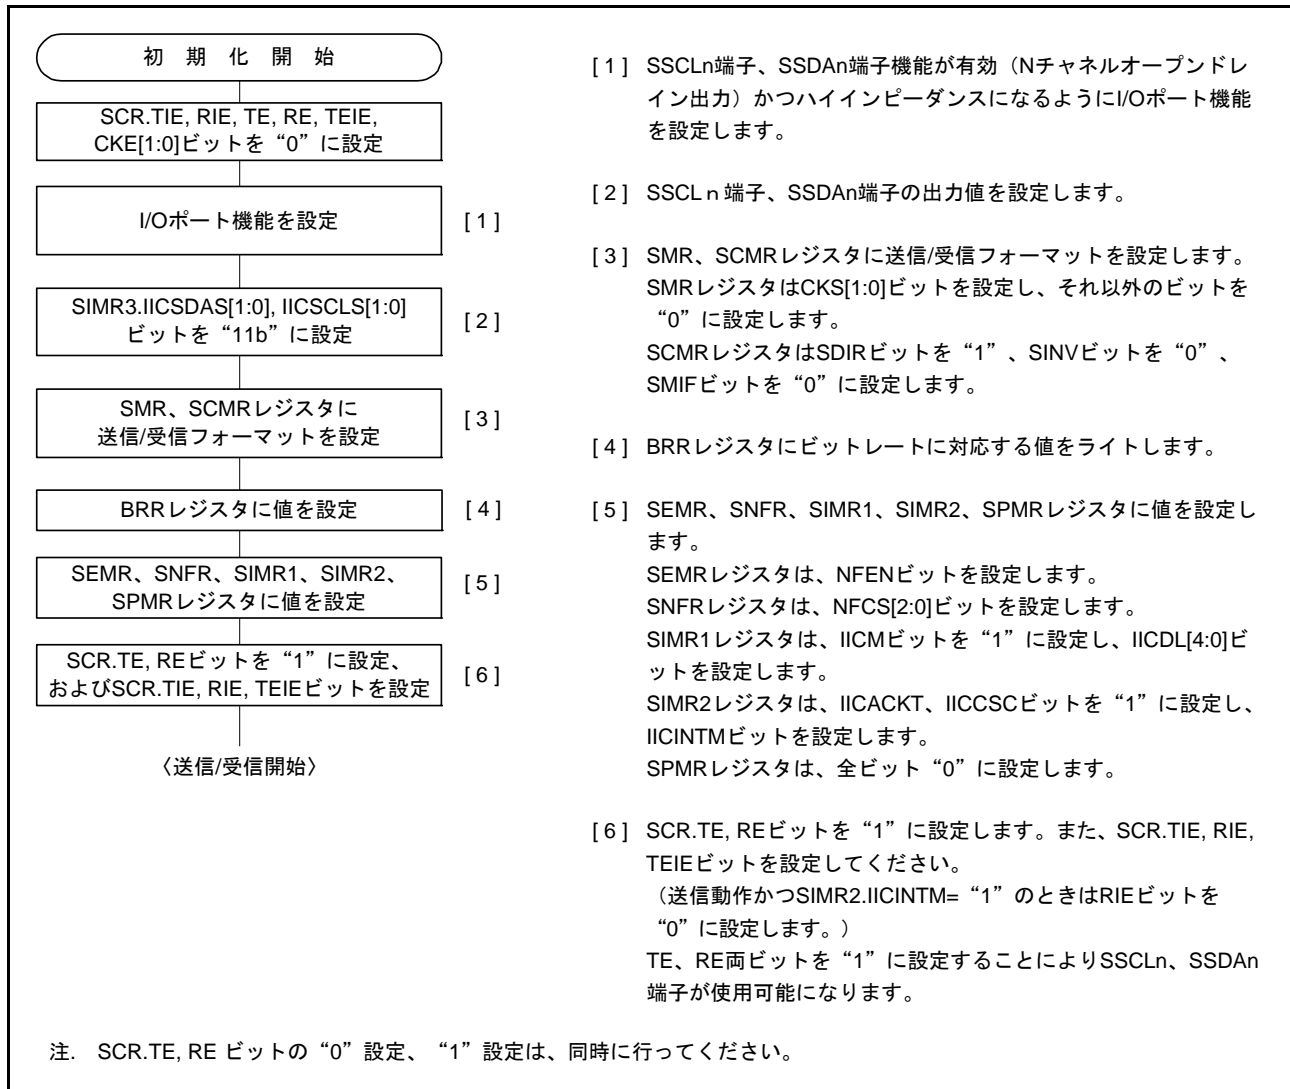 初 期 化 開 始
SCR.TIE, RIE, TE, RE, TEIE,
CKE[1:0]ビットを“0”に設定
I/Oポート機能を設定
[ 1 ]
SIMR3.IICSDAS[1:0], IICSCLS[1:0]
ビットを“11b”に設定
[ 2 ]
SMR、SCMRレジスタに
送信/受信フォーマットを設定
[ 3 ]
BRRレジスタに値を設定
[ 4 ]
SEMR、SNFR、SIMR1、SIMR2、
SPMRレジスタに値を設定
[ 5 ]
SCR.TE, REビットを“1”に設定、
およびSCR.TIE, RIE, TEIEビットを設定
[ 6 ]
〈送信/受信開始〉
[ 1 ] SSCLn端子、SSDAn端子機能が有効（Nチャネルオープンドレ
イン出力）かつハイインピーダンスになるようにI/Oポート機能
を設定します。
[ 2 ] SSCLｎ端子、SSDAn端子の出力値を設定します。
[ 3 ] SMR、SCMRレジスタに送信/受信フォーマットを設定します。
SMRレジスタはCKS[1:0]ビットを設定し、それ以外のビットを
“0”に設定します。
SCMRレジスタはSDIRビットを“1”、SINVビットを“0”、
SMIFビットを“0”に設定します。
[ 4 ] BRRレジスタにビットレートに対応する値をライトします。
[ 5 ] SEMR、SNFR、SIMR1、SIMR2、SPMRレジスタに値を設定し
ます。
SEMRレジスタは、NFENビットを設定します。
SNFRレジスタは、NFCS[2:0]ビットを設定します。
SIMR1レジスタは、IICMビットを“1”に設定し、IICDL[4:0]ビ
ットを設定します。
SIMR2レジスタは、IICACKT、IICCSCビットを“1”に設定し、
IICINTMビットを設定します。
SPMRレジスタは、全ビット“0”に設定します。
[ 6 ] SCR.TE, REビットを“1”に設定します。また、SCR.TIE, RIE,
TEIEビットを設定してください。
（送信動作かつSIMR2.IICINTM=“1”のときはRIEビットを
“0”に設定します。）
TE、RE両ビットを“1”に設定することによりSSCLn、SSDAn
端子が使用可能になります。
注. SCR.TE, RE ビットの“0”設定、“1”設定は、同時に行ってください。